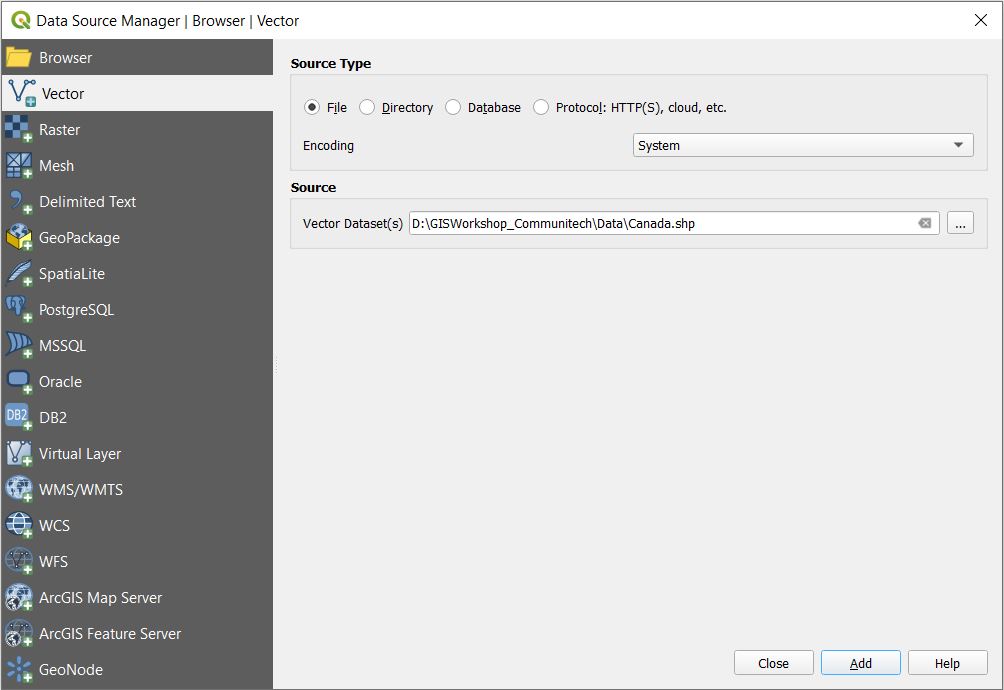 Data Source Manager | Browser | Vector
Browser
Vector
Raster
Mesh
Delimited Text
GeoPackage
SpatiaLite
PostgreSQL
MSSQL
Oracle
DB2
DB2
Virtual Layer
WMS/WMTS
WCS
WFS
ArcGIS Map Server
ArcGIS Feature Server
GeoNode
Source Type
File Directory Database Protocol: HTTP(S), cloud, etc.
Encoding System
Source
Vector Dataset(s) D:\GISWorkshop_Communitech\Data\Canada.shp ...
Close Add Help